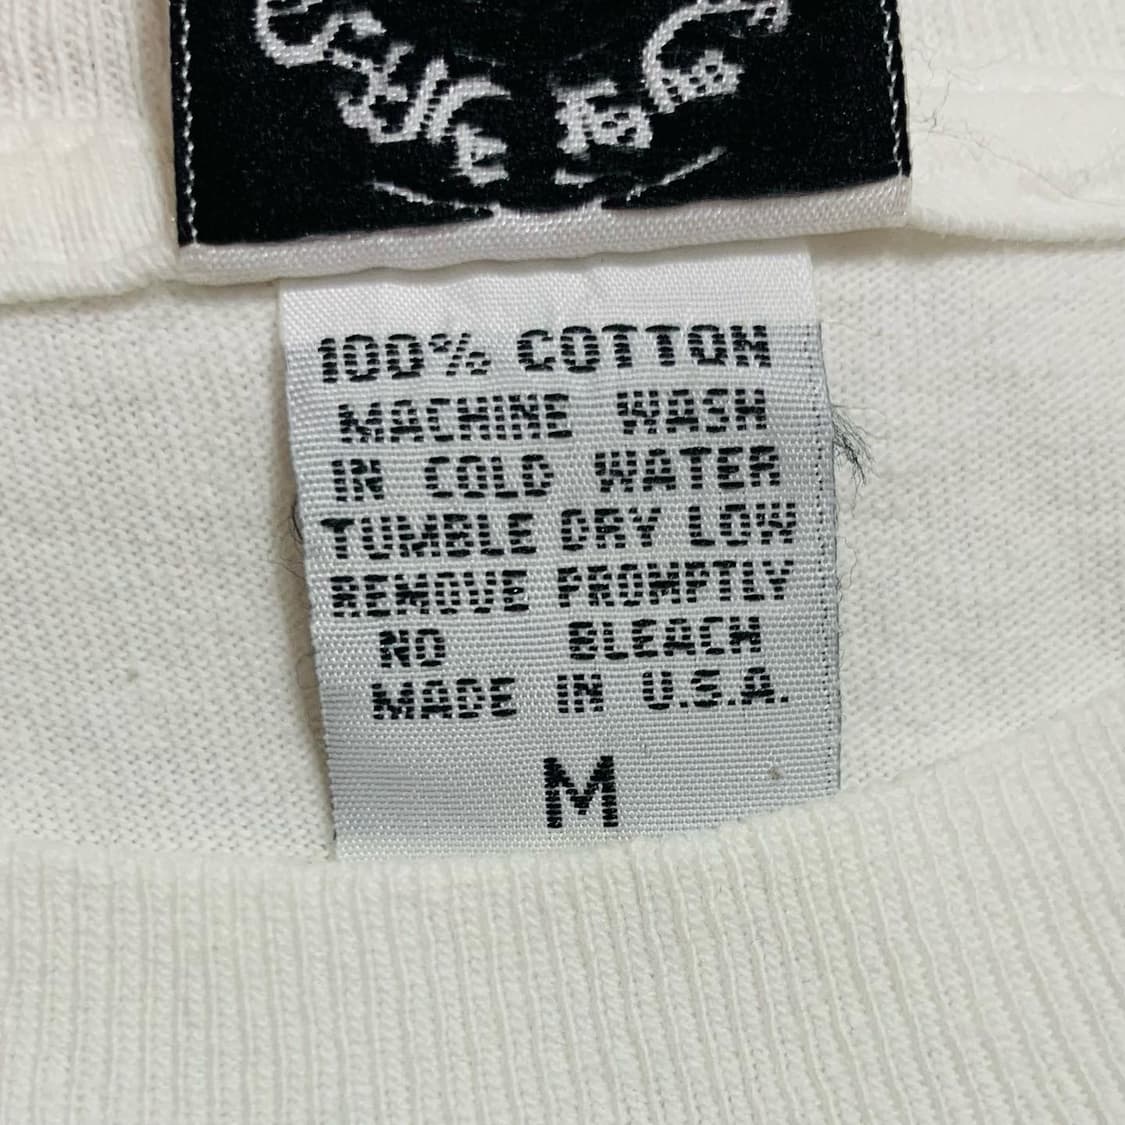 100% COTTON
MACHINE WASH
IN COLD WATER
TUMBLE DRY LOW
REMOVE PROMPTLY
NO BLEACH
MADE IN U.S.A.
M